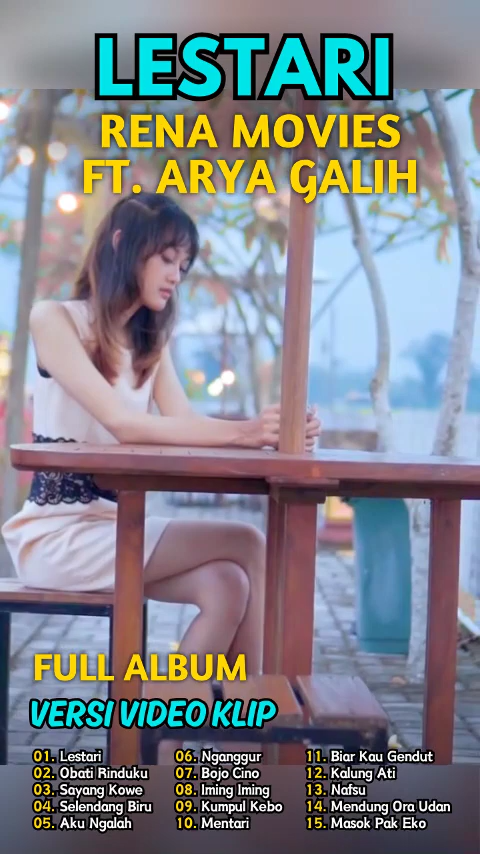 LESTARI
RENA MOVIES
FT. ARYA GALIH
FULL ALBUM
VERSI VIDEO KLIP
01. Lestari
02. Obati Rinduku
03. Sayang Kowe
04. Selendang Biru
05. Aku Ngalah
06. Nganggur
07. Bojo Cino
08. Iming Iming
09. Kumpul Kebo
10. Mentari
11. Biar Kau Gendut
12. Kalung Ati
13. Nafsu
14. Mendung Ora Udan
15. Masok Pak Eko